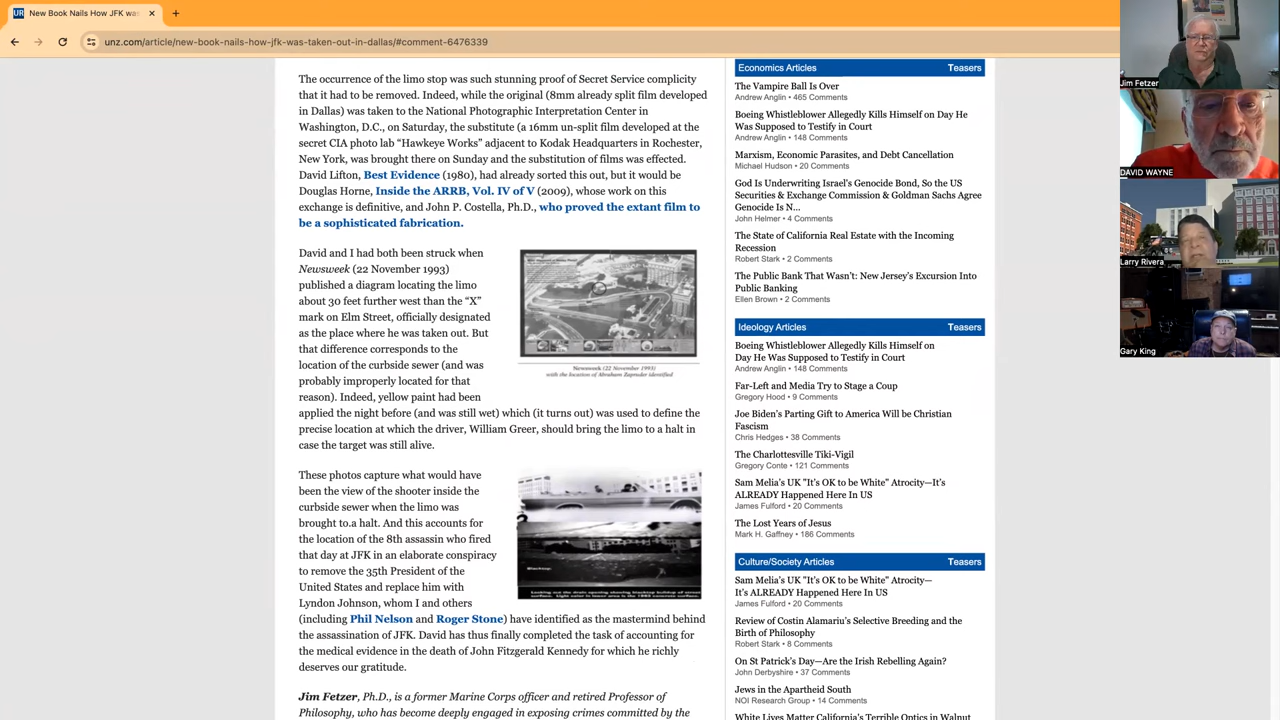 UR New Book Nails How JFK was
unz.com/article/new-book-nails-how-jfk-was-taken-out-in-dallas/#comment-6476339
The occurrence of the limo stop was such stunning proof of Secret Service complicity
that it had to be removed. Indeed, while the original (8mm already split film developed
in Dallas) was taken to the National Photographic Interpretation Center in
Washington, D.C., on Saturday, the substitute (a 16mm un-split film developed at the
secret CIA photo lab “Hawkeye Works” adjacent to Kodak Headquarters in Rochester,
New York, was brought there on Sunday and the substitution of films was effected.
David Lifton, Best Evidence (1980), had already sorted this out, but it would be
Douglas Horne, Inside the ARRB, Vol. IV of V (2009), whose work on this
exchange is definitive, and John P. Costella, Ph.D., who proved the extant film to
be a sophisticated fabrication.
David and I had both been struck when
Newsweek (22 November 1993)
published a diagram locating the limo
about 30 feet further west than the “X”
mark on Elm Street, officially designated
as the place where he was taken out. But
that difference corresponds to the
location of the curbside sewer (and was
probably improperly located for that
reason). Indeed, yellow paint had been
applied the night before (and was still wet) which (it turns out) was used to define the
precise location at which the driver, William Greer, should bring the limo to a halt in
case the target was still alive.
Newsweek (22 November 1993)
with the location of Abraham Zapruder identified
These photos capture what would have
been the view of the shooter inside the
curbside sewer when the limo was
brought to a halt. And this accounts for
the location of the 8th assassin who fired
that day at JFK in an elaborate conspiracy
to remove the 35th President of the
United States and replace him with
Lyndon Johnson, whom I and others
(including Phil Nelson and Roger Stone) have identified as the mastermind behind
the assassination of JFK. David has thus finally completed the task of accounting for
the medical evidence in the death of John Fitzgerald Kennedy for which he richly
deserves our gratitude.
Jim Fetzer, Ph.D., is a former Marine Corps officer and retired Professor of
Philosophy, who has become deeply engaged in exposing crimes committed by the
Economics Articles Teasers
The Vampire Ball Is Over
Andrew Anglin • 465 Comments
Boeing Whistleblower Allegedly Kills Himself on Day He
Was Supposed to Testify in Court
Andrew Anglin • 148 Comments
Marxism, Economic Parasites, and Debt Cancellation
Michael Hudson • 20 Comments
God Is Underwriting Israel's Genocide Bond, So the US
Securities & Exchange Commission & Goldman Sachs Agree
Genocide Is N...
John Helmer • 4 Comments
The State of California Real Estate with the Incoming
Recession
Robert Stark • 2 Comments
The Public Bank That Wasn't: New Jersey's Excursion Into
Public Banking
Ellen Brown • 2 Comments
Ideology Articles Teasers
Boeing Whistleblower Allegedly Kills Himself on
Day He Was Supposed to Testify in Court
Andrew Anglin • 148 Comments
Far-Left and Media Try to Stage a Coup
Gregory Hood • 9 Comments
Joe Biden's Parting Gift to America Will be Christian
Fascism
Chris Hedges • 38 Comments
The Charlottesville Tiki-Vigil
Gregory Conte • 121 Comments
Sam Melia's UK "It's OK to be White" Atrocity—It's
ALREADY Happened Here In US
James Fulford • 20 Comments
The Lost Years of Jesus
Mark H. Gaffney • 186 Comments
Culture/Society Articles Teasers
Sam Melia's UK "It's OK to be White" Atrocity—
It's ALREADY Happened Here In US
James Fulford • 20 Comments
Review of Costin Alamariu's Selective Breeding and the
Birth of Philosophy
Robert Stark • 8 Comments
On St Patrick's Day—Are the Irish Rebelling Again?
John Derbyshire • 37 Comments
Jews in the Apartheid South
NOI Research Group • 14 Comments
White Lives Matter California's Terrible Optics in Walnut
Jim Fetzer
DAVID WAYNE
Larry Rivera
Gary King